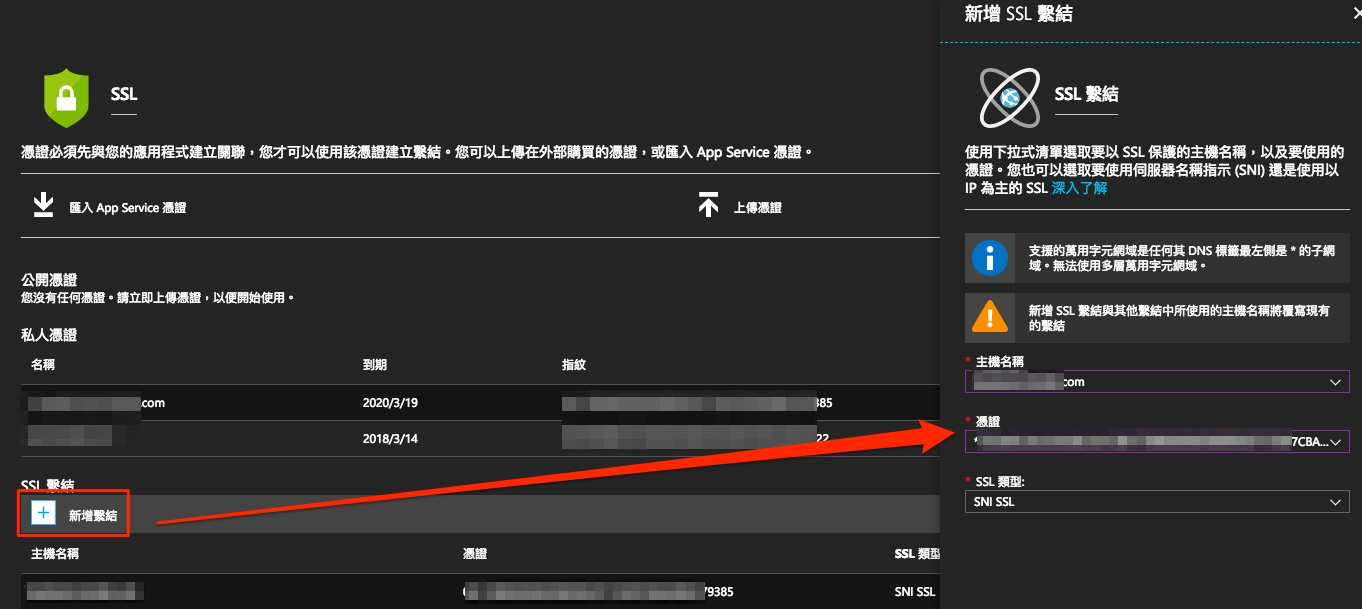 SSL
憑證必須先與您的應用程式建立關聯，您才可以使用該憑證建立繫結。您可以上傳在外部購買的憑證，或匯入 App Service 憑證。
匯入 App Service 憑證
上傳憑證
公開憑證
您沒有任何憑證。請立即上傳憑證，以便開始使用。
私人憑證
名稱 到期 指紋
.com 2020/3/19 385
2018/3/14 22
SSL 繫結
新增繫結
主機名稱 憑證 SSL 類型
79385 SNI SSL
新增 SSL 繫結
SSL 繫結
使用下拉式清單選取要以 SSL 保護的主機名稱，以及要使用的
憑證。您也可以選取要使用伺服器名稱指示 (SNI) 還是使用以
IP 為主的 SSL 深入了解
支援的萬用字元網域是任何其 DNS 標籤最左側是 * 的子網
域。無法使用多層萬用字元網域。
新增 SSL 繫結與其他繫結中所使用的主機名稱將覆寫現有
的繫結
* 主機名稱
.com
* 憑證
*7CBA...
* SSL 類型:
SNI SSL